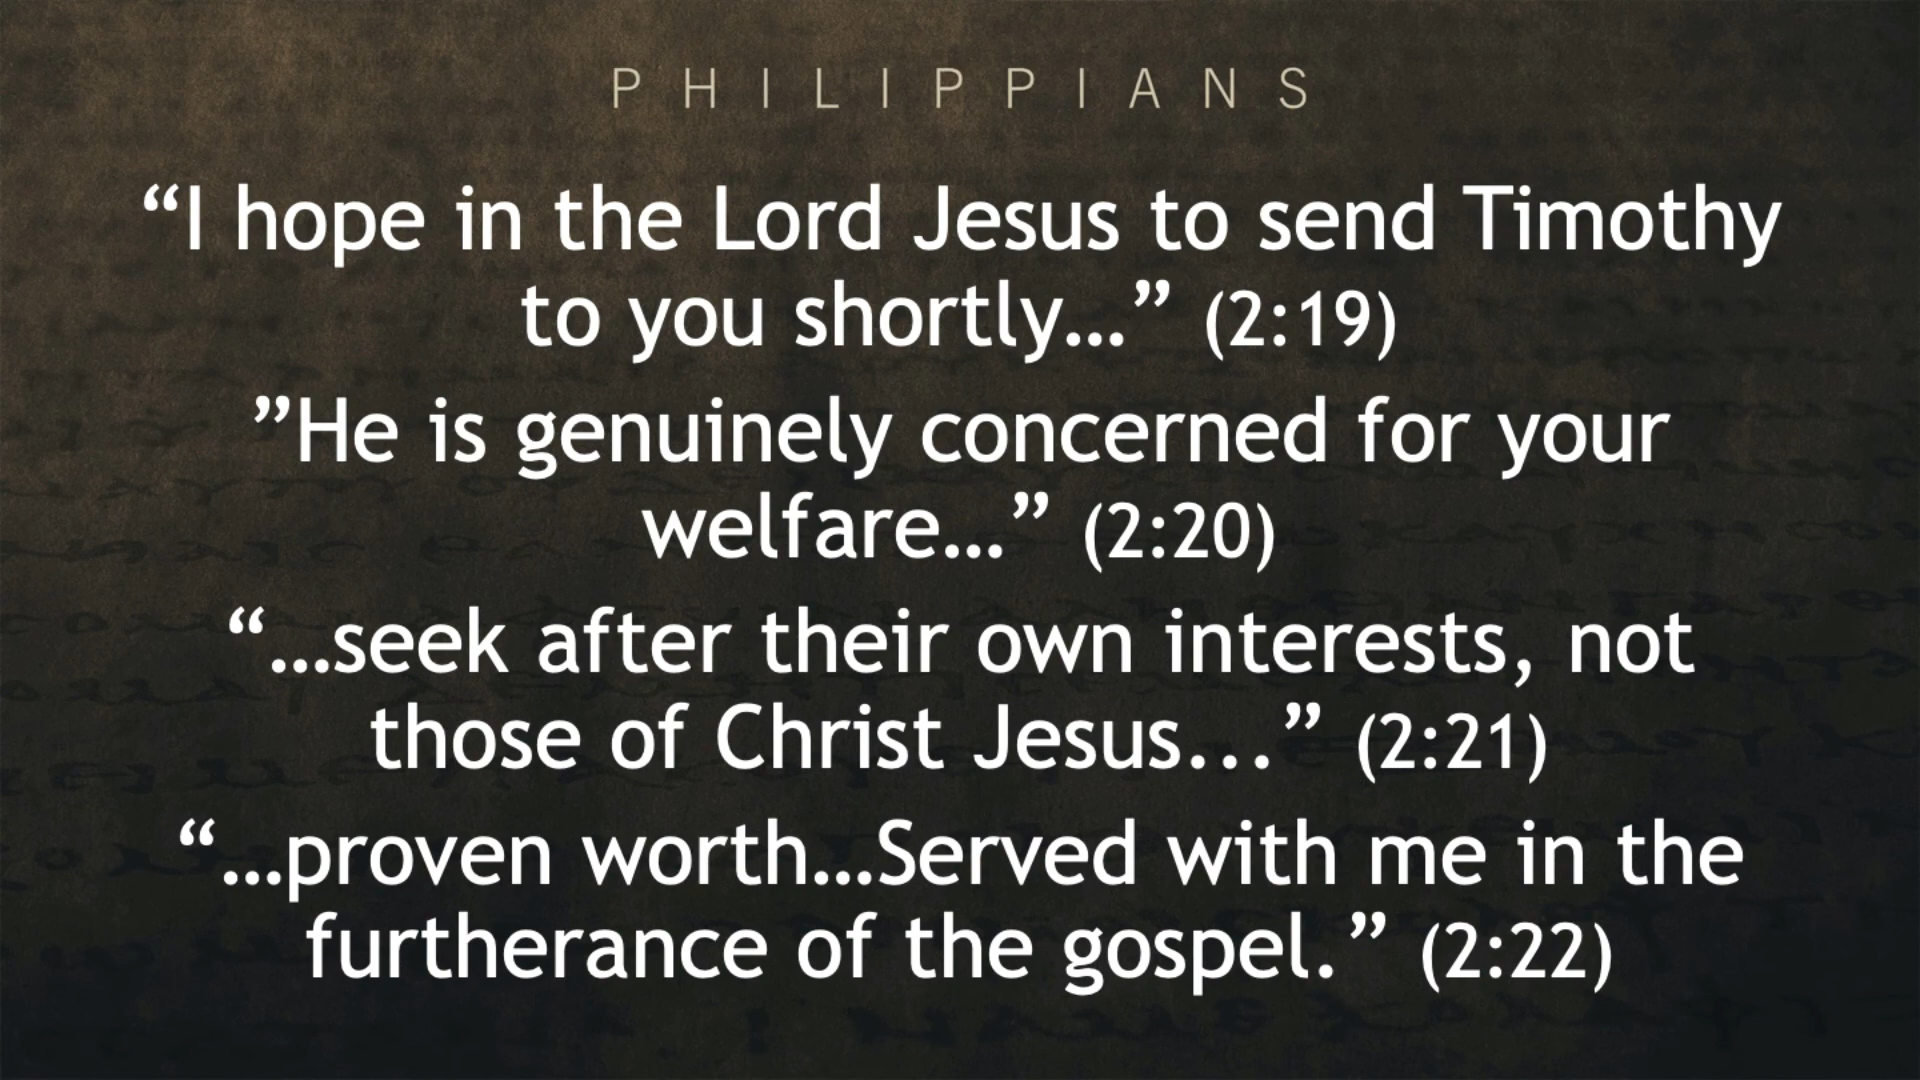 PHILIPPIANS
“I hope in the Lord Jesus to send Timothy
to you shortly…” (2:19)
”He is genuinely concerned for your
welfare…” (2:20)
“…seek after their own interests, not
those of Christ Jesus...” (2:21)
“…proven worth…Served with me in the
furtherance of the gospel.” (2:22)